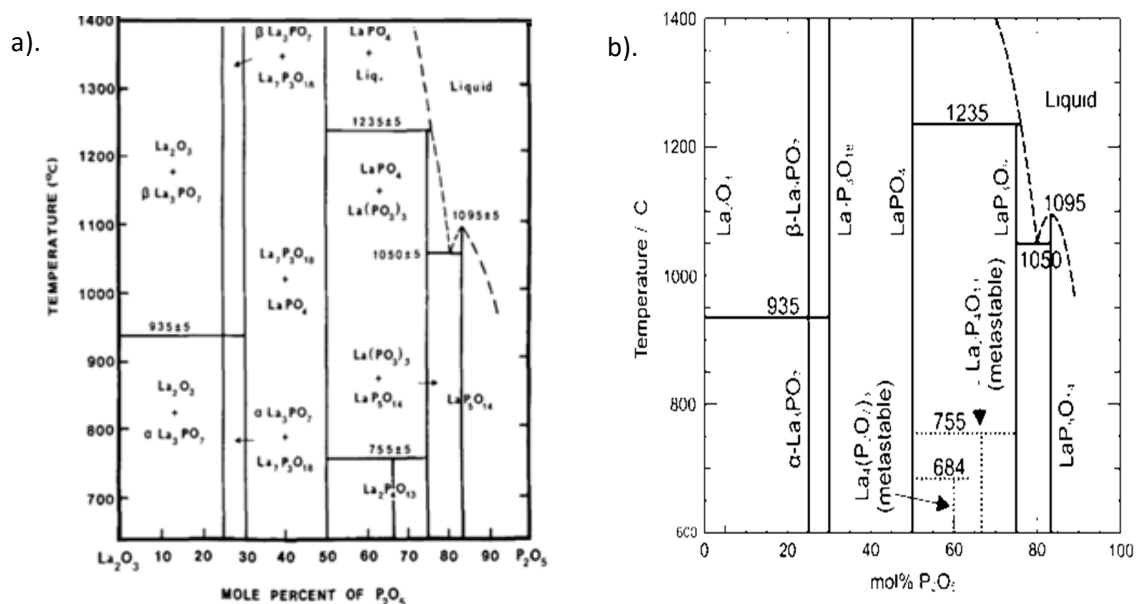 a).
1400
1300
1200
1100
1000
900
800
700
TEMPERATURE (°C)
β La₃PO₇
+
La₇P₃O₁₈
LaPO₄
+
Liq.
Liquid
1235±5
La₂O₃
+
β La₃PO₇
LaPO₄
+
La(PO₃)₃
1095±5
1050±5
La₇P₃O₁₈
+
LaPO₄
935±5
La(PO₃)₃
+
LaP₅O₁₄
LaP₅O₁₄
La₂O₃
+
α La₃PO₇
α La₃PO₇
+
La₇P₃O₁₈
755±5
La₂P₄O₁₃
La₂O₃ 10 20 30 40 50 60 70 80 90 P₂O₅
MOLE PERCENT OF P₂O₅
b).
1400
1200
1000
800
600
Temperature / C
Liquid
1235
1095
1050
935
β-La₃PO₇
LaPO₄
α-La₃PO₇
La₄(P₂O₇)₃
(metastable)
(metastable)
755
684
0 20 40 60 80 100
mol%